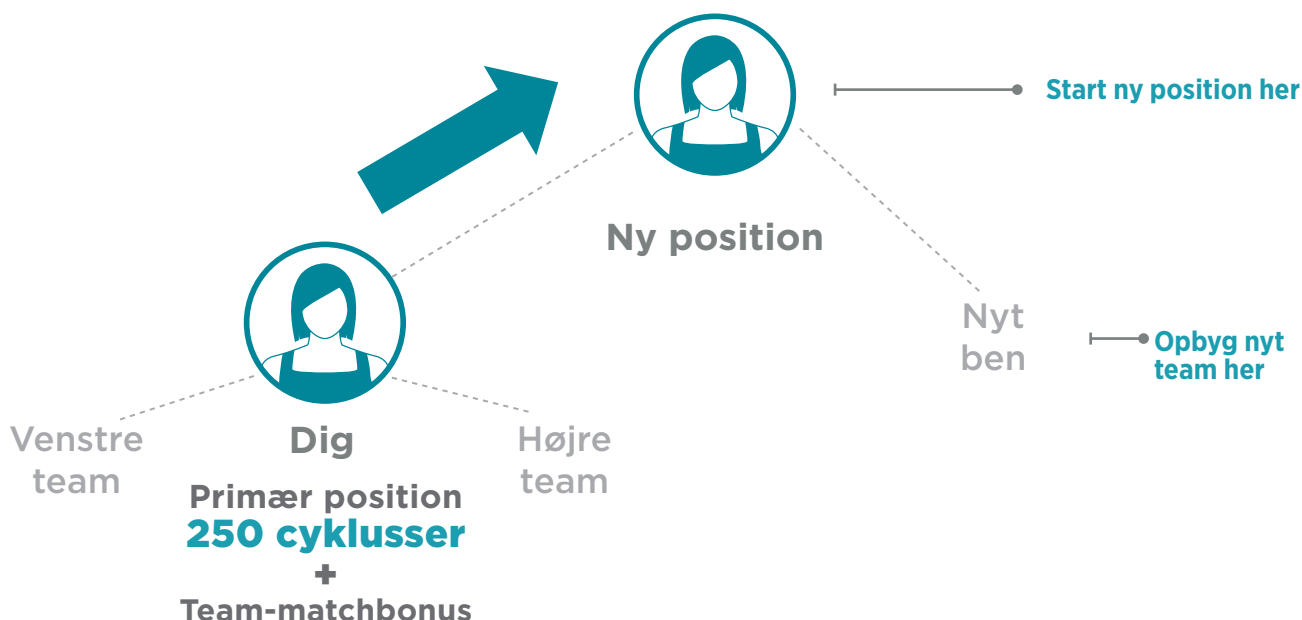 Start ny position her
Ny position
Nyt
ben
Opbyg nyt
team her
Venstre
team
Dig
Højre
team
Primær position
250 cyklusser
+
Team-matchbonus